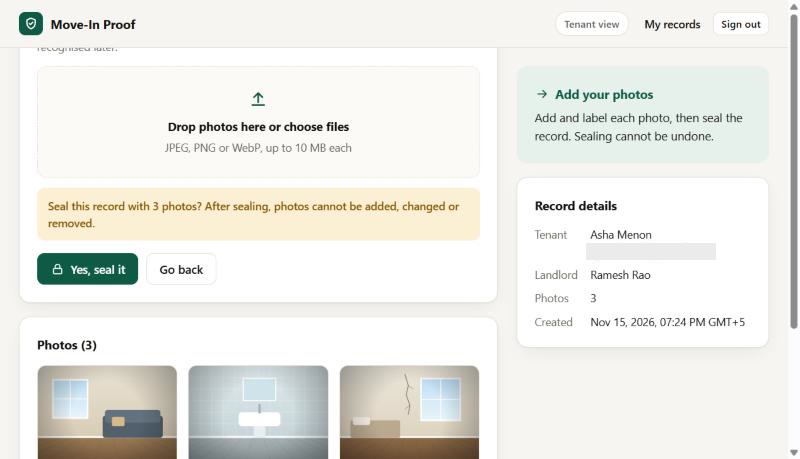 Move-In Proof
Tenant view
My records
Sign out
recognised later.
Drop photos here or choose files
JPEG, PNG or WebP, up to 10 MB each
Seal this record with 3 photos? After sealing, photos cannot be added, changed or
removed.
Yes, seal it
Go back
Photos (3)
Add your photos
Add and label each photo, then seal the
record. Sealing cannot be undone.
Record details
Tenant Asha Menon
Landlord Ramesh Rao
Photos 3
Created Nov 15, 2026, 07:24 PM GMT+5